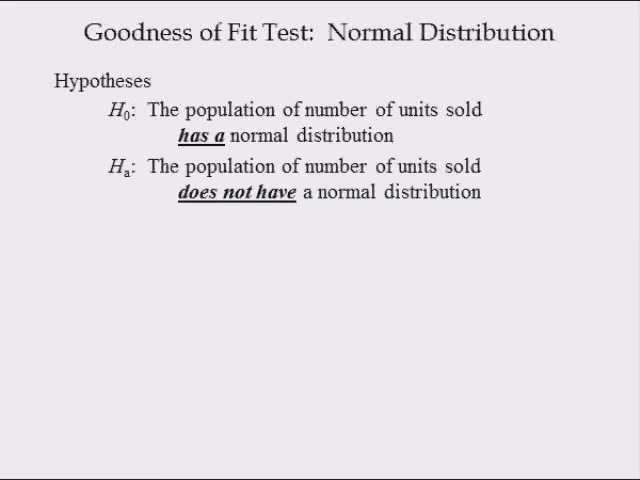 Goodness of Fit Test: Normal Distribution
Hypotheses
H0: The population of number of units sold
has a normal distribution
Ha: The population of number of units sold
does not have a normal distribution